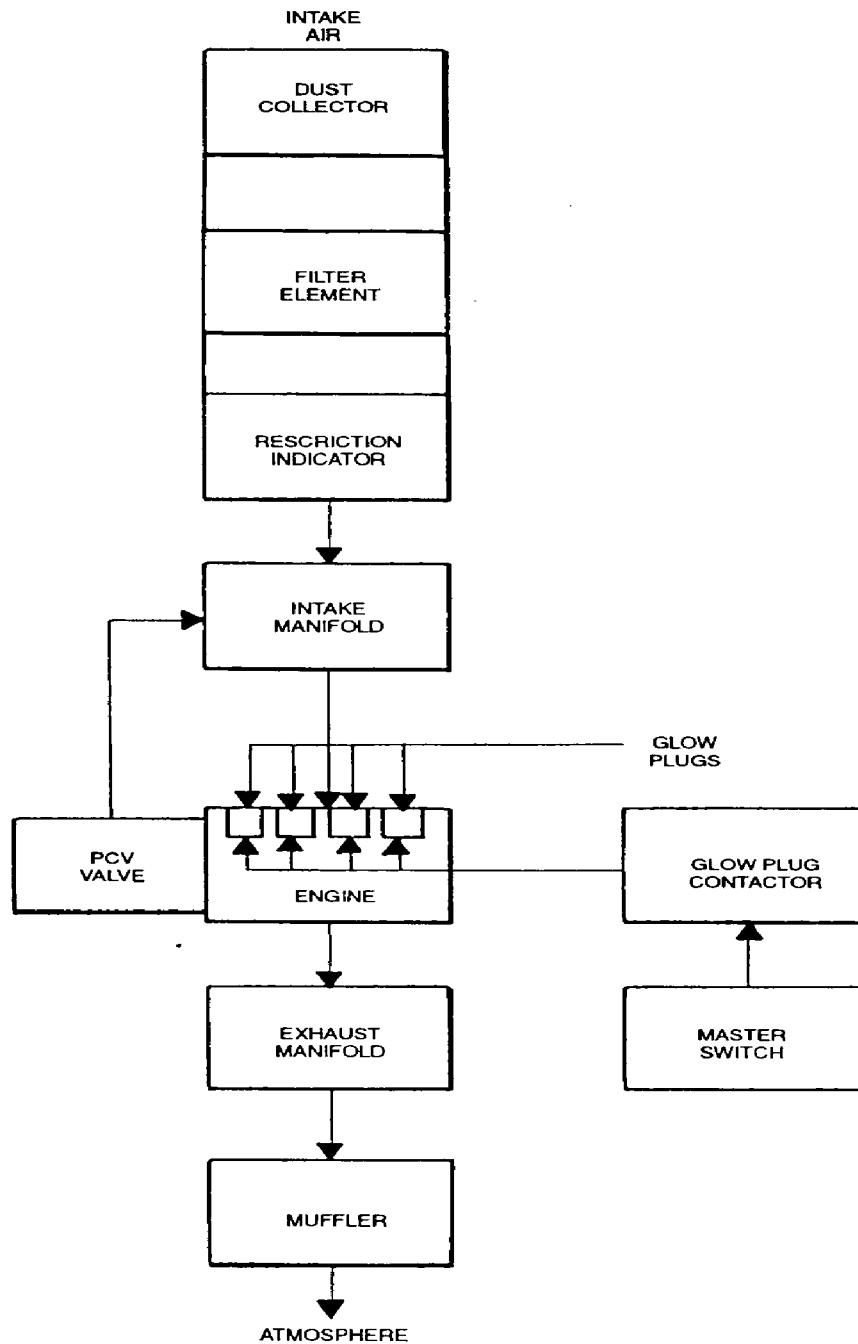 INTAKE
AIR
DUST
COLLECTOR
FILTER
ELEMENT
RESCRICTION
INDICATOR
INTAKE
MANIFOLD
GLOW
PLUGS
PCV
VALVE
ENGINE
GLOW PLUG
CONTACTOR
EXHAUST
MANIFOLD
MASTER
SWITCH
MUFFLER
ATMOSPHERE